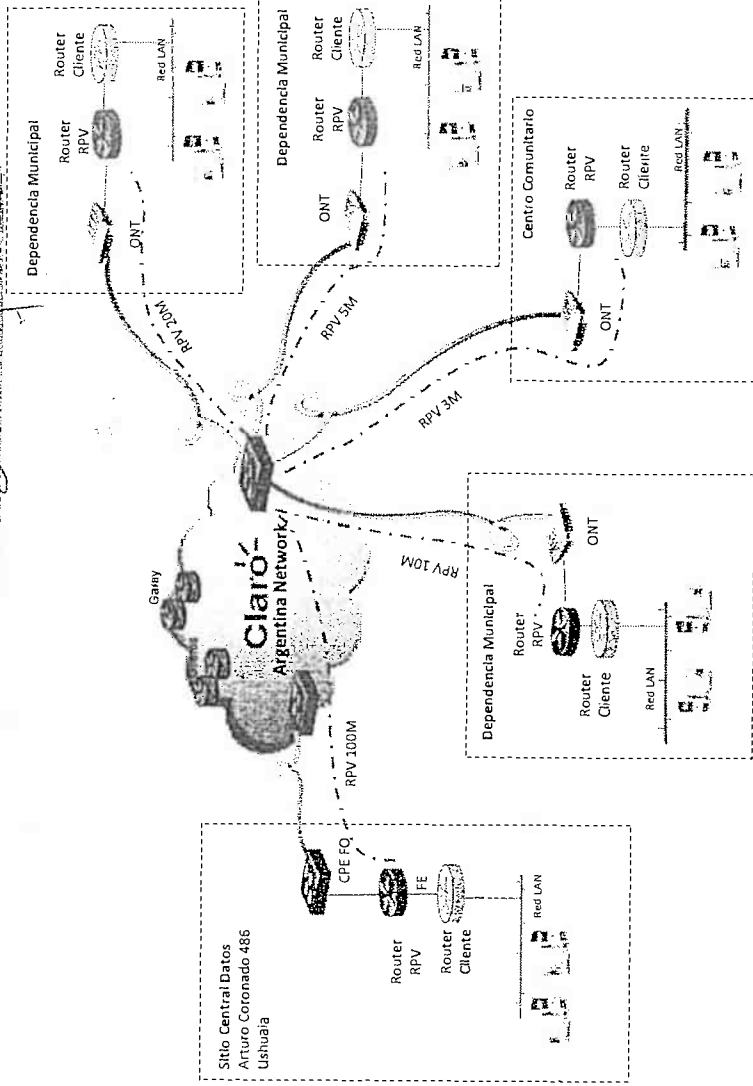 Sitio Central Datos
Arturo Coronado 486
Ushuaia
CPE FO
Router
RPV
FE
Router
Cliente
Red LAN
RPV 100M
Garay
Claro
Argentina Network
RPV 20M
RPV 5M
RPV 3M
RPV 10M
Dependencia Municipal
Router
RPV
Router
Cliente
Red LAN
ONT
Dependencia Municipal
ONT
Router
RPV
Router
Cliente
Red LAN
Dependencia Municipal
ONT
Router
RPV
Router
Cliente
Red LAN
Centro Comunitario
ONT
Router
RPV
Router
Cliente
Red LAN